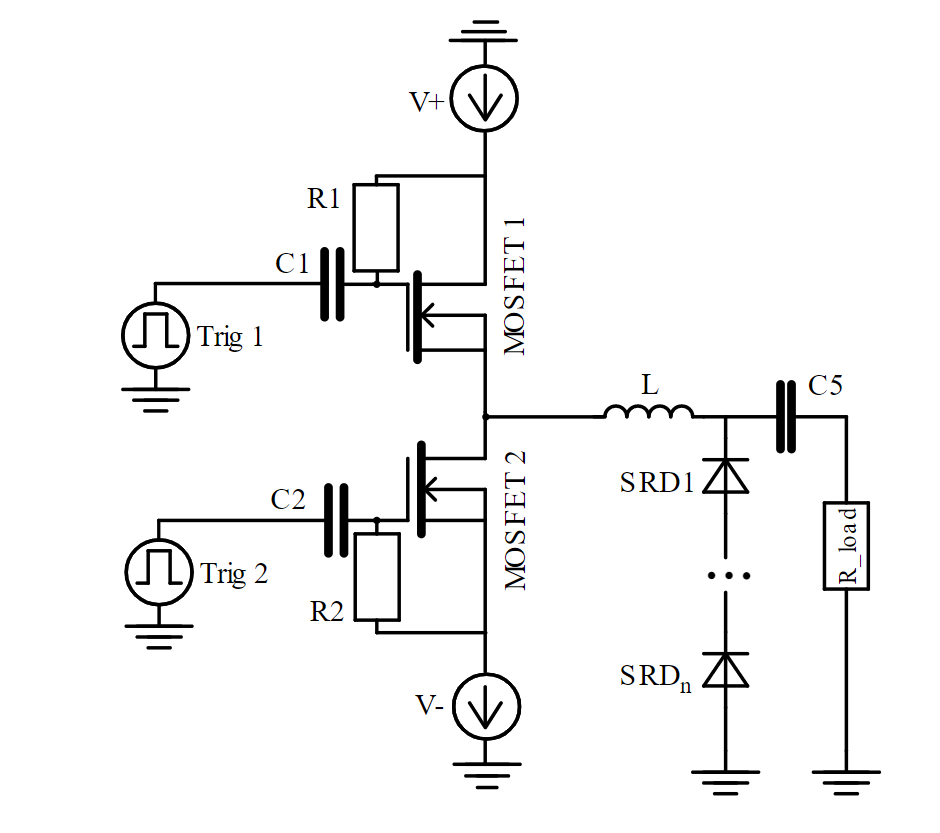 V+
R1
MOSFET 1
C1
Trig 1
L
C5
MOSFET 2
SRD1
C2
R_load
Trig 2
R2
SRDn
V-